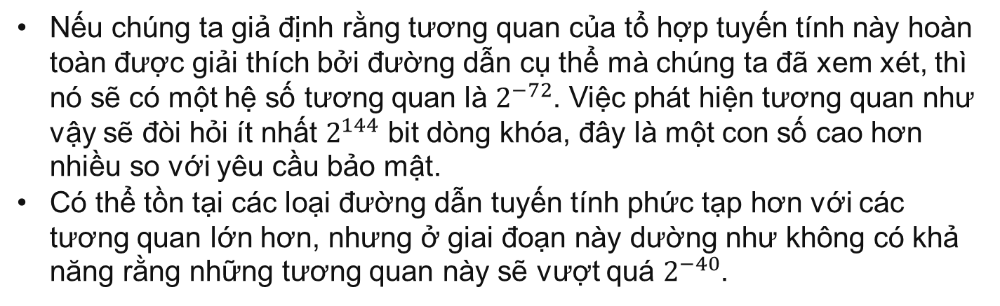 • Nếu chúng ta giả định rằng tương quan của tổ hợp tuyến tính này hoàn
toàn được giải thích bởi đường dẫn cụ thể mà chúng ta đã xem xét, thì
nó sẽ có một hệ số tương quan là 2⁻⁷². Việc phát hiện tương quan như
vậy sẽ đòi hỏi ít nhất 2¹⁴⁴ bit dòng khóa, đây là một con số cao hơn
nhiều so với yêu cầu bảo mật.
• Có thể tồn tại các loại đường dẫn tuyến tính phức tạp hơn với các
tương quan lớn hơn, nhưng ở giai đoạn này dường như không có khả
năng rằng những tương quan này sẽ vượt quá 2⁻⁴⁰.